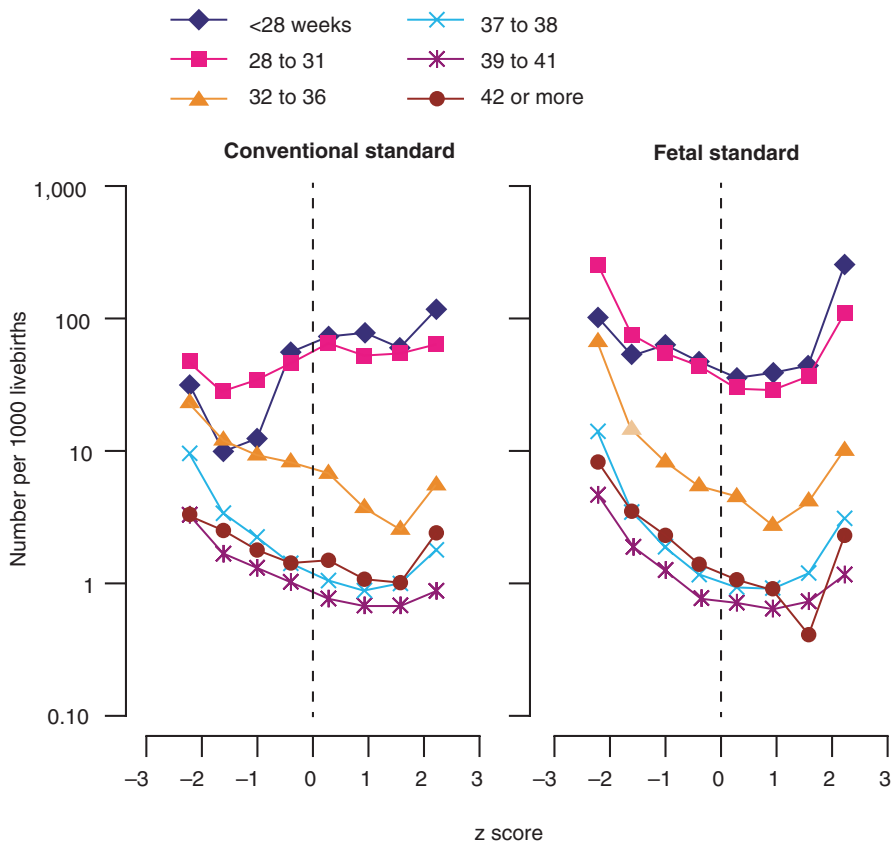 <28 weeks
28 to 31
32 to 36
37 to 38
39 to 41
42 or more
Conventional standard
Fetal standard
Number per 1000 livebirths
1,000
100
10
1
0.10
–3 –2 –1 0 1 2 3
–3 –2 –1 0 1 2 3
z score